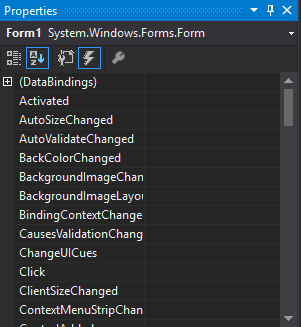 Properties
Form1 System.Windows.Forms.Form
(DataBindings)
Activated
AutoSizeChanged
AutoValidateChanged
BackColorChanged
BackgroundImageChan
BackgroundImageLayou
BindingContextChange
CausesValidationChang
ChangeUICues
Click
ClientSizeChanged
ContextMenuStripChan